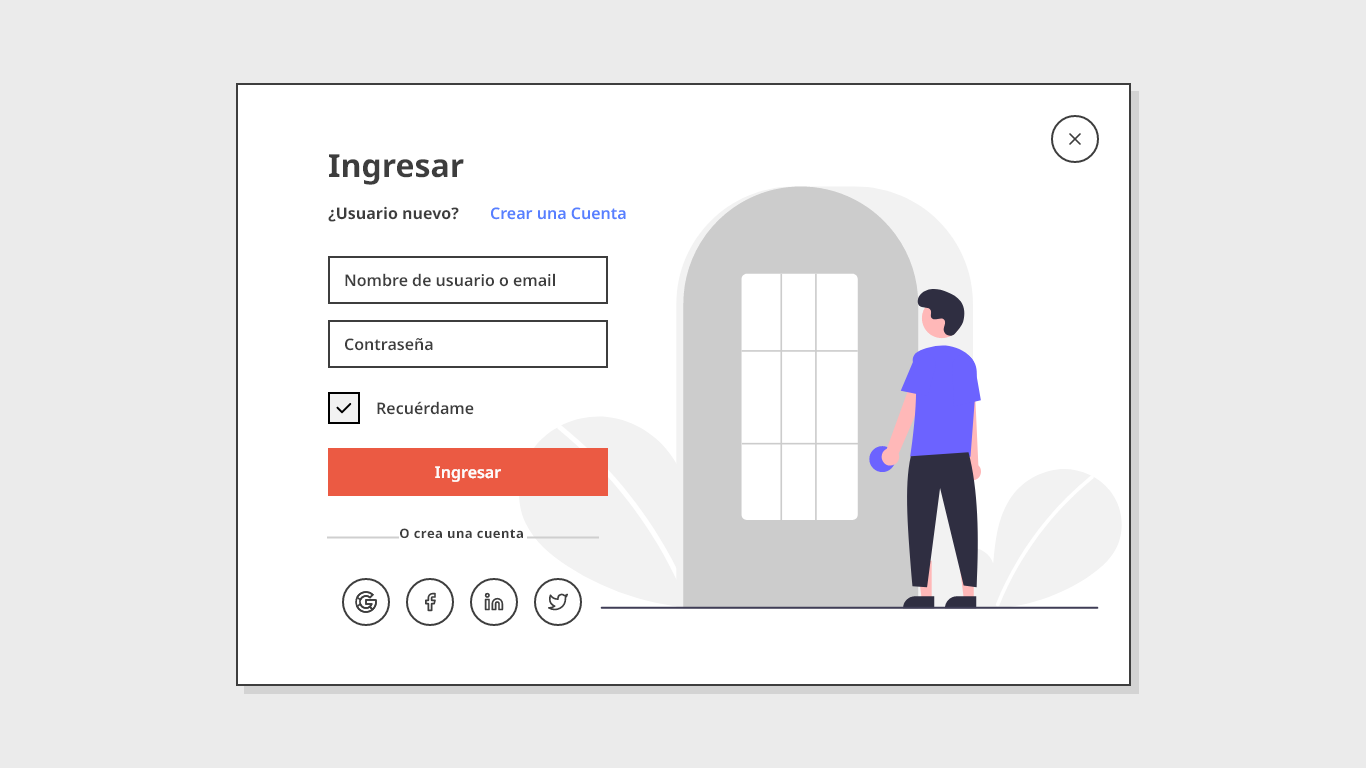 Ingresar
¿Usuario nuevo? Crear una Cuenta
Nombre de usuario o email
Contraseña
Recuérdame
Ingresar
O crea una cuenta